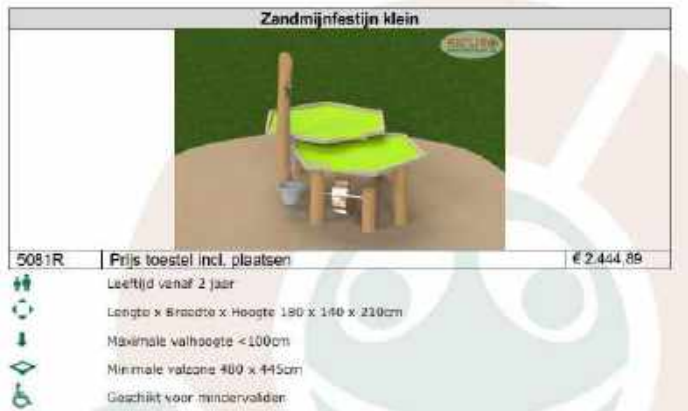 Zandmijnfestijn klein
5081R Prijs toestel incl. plaatsen € 2.444,89
Leeftijd vanaf 2 jaar
Lengte x Breedte x Hoogte 180 x 140 x 210cm
Maximale valhoogte <100cm
Minimale valzone 480 x 445cm
Geschikt voor mindervaliden